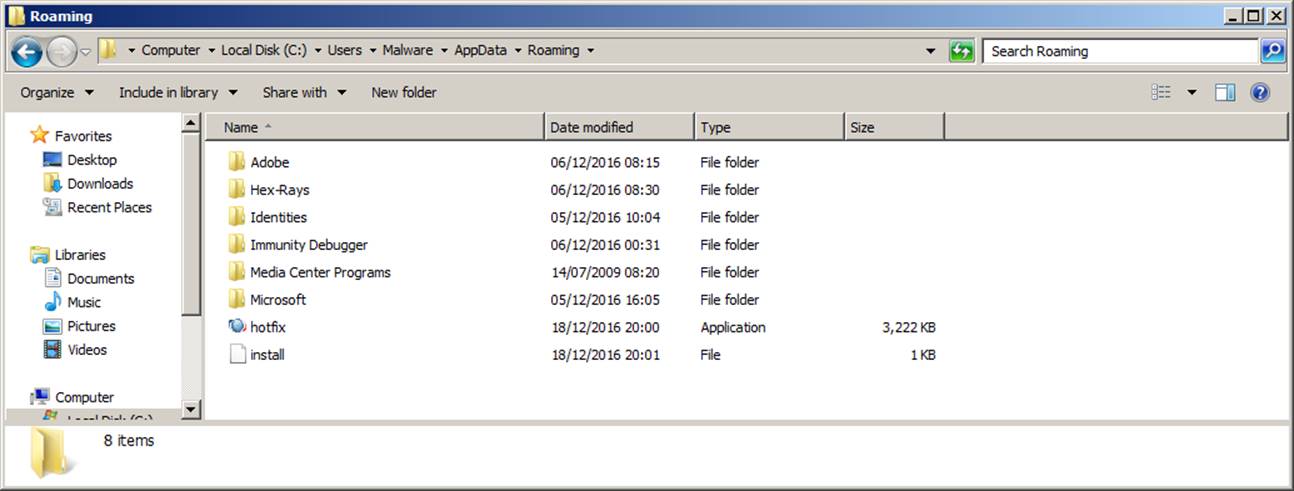 Roaming
Computer Local Disk (C:) Users Malware AppData Roaming Search Roaming
Organize Include in library Share with New folder
Name Date modified Type Size
Favorites
Desktop
Downloads
Recent Places
Libraries
Documents
Music
Pictures
Videos
Computer
Local Disk (C:)
Adobe 06/12/2016 08:15 File folder
Hex-Rays 06/12/2016 08:30 File folder
Identities 05/12/2016 10:04 File folder
Immunity Debugger 06/12/2016 00:31 File folder
Media Center Programs 14/07/2009 08:20 File folder
Microsoft 05/12/2016 16:05 File folder
hotfix 18/12/2016 20:00 Application 3,222 KB
install 18/12/2016 20:01 File 1 KB
8 items